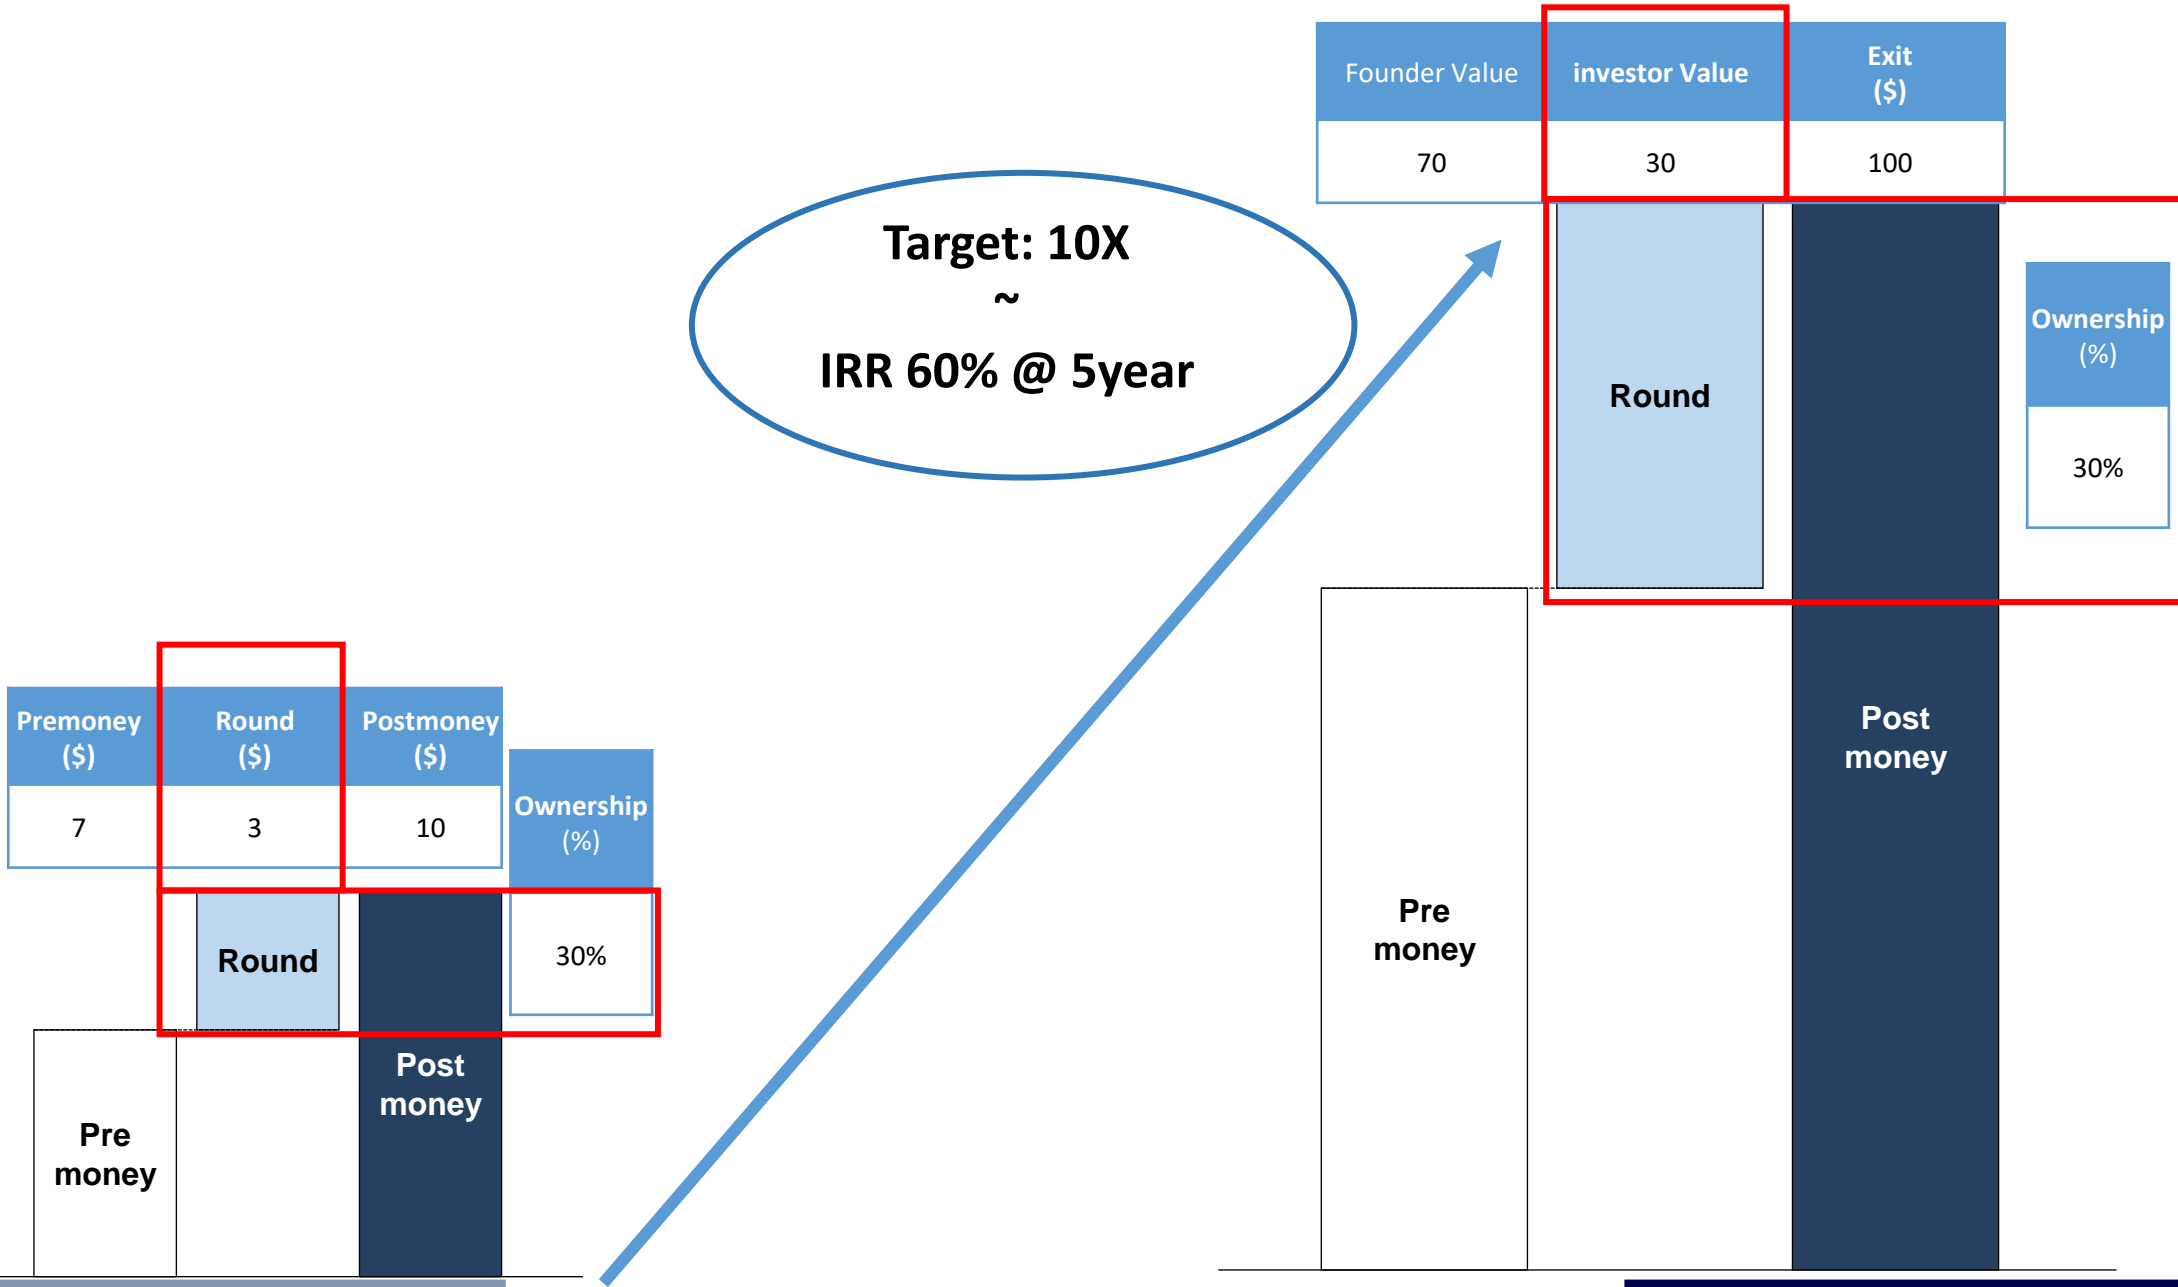 Founder Value
investor Value
Exit
($)
70
30
100
Target: 10X
~
IRR 60% @ 5year
Ownership
(%)
30%
Round
Post
money
Pre
money
Premoney
($)
Round
($)
Postmoney
($)
7
3
10
Ownership
(%)
30%
Round
Post
money
Pre
money